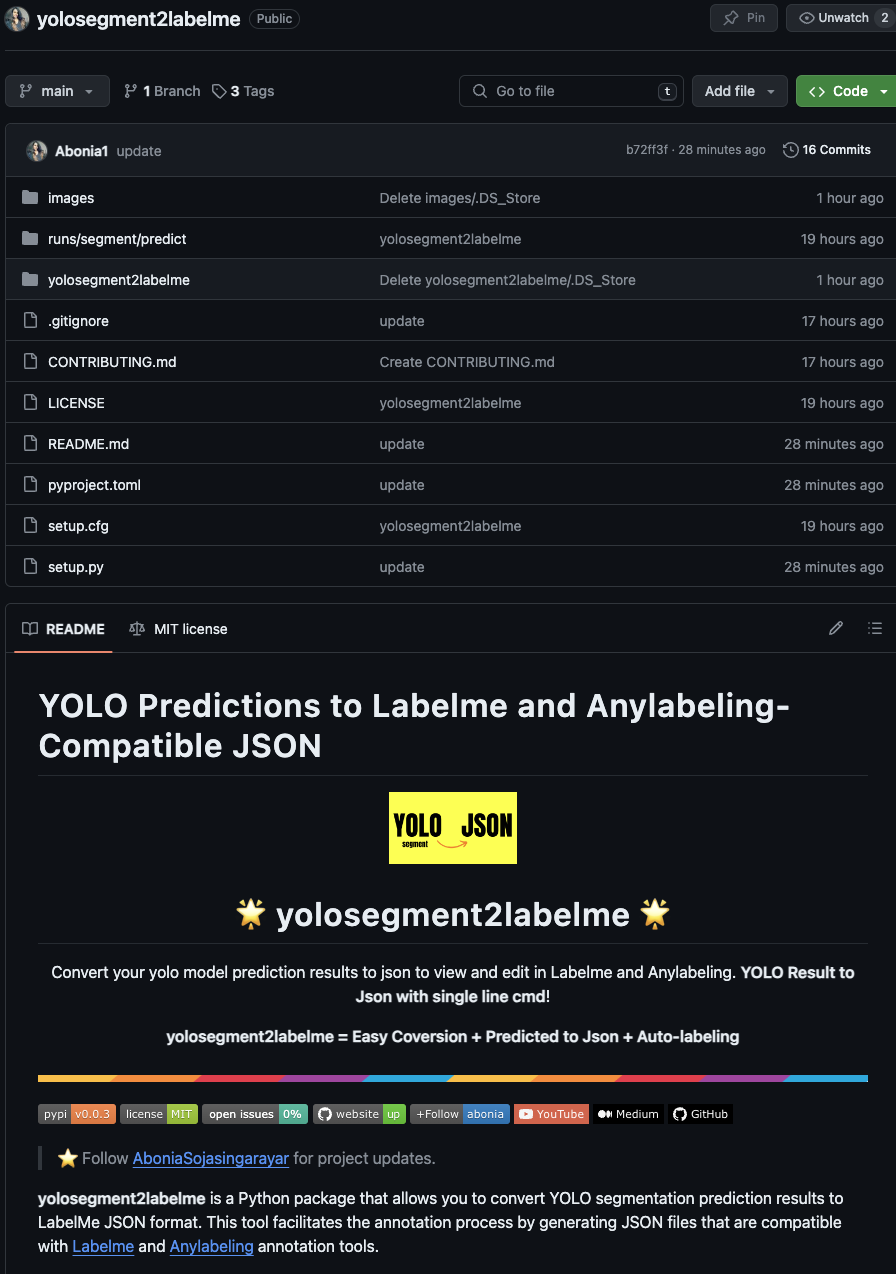 yolosegment2labelme Public Pin Unwatch 2
main 1 Branch 3 Tags Go to file t Add file Code
Abonia1 update b72ff3f · 28 minutes ago 16 Commits
images Delete images/.DS_Store 1 hour ago
runs/segment/predict yolosegment2labelme 19 hours ago
yolosegment2labelme Delete yolosegment2labelme/.DS_Store 1 hour ago
.gitignore update 17 hours ago
CONTRIBUTING.md Create CONTRIBUTING.md 17 hours ago
LICENSE yolosegment2labelme 19 hours ago
README.md update 28 minutes ago
pyproject.toml update 28 minutes ago
setup.cfg yolosegment2labelme 19 hours ago
setup.py update 28 minutes ago
README MIT license
YOLO Predictions to Labelme and Anylabeling-
Compatible JSON
YOLO JSON
segment
🌟 yolosegment2labelme 🌟
Convert your yolo model prediction results to json to view and edit in Labelme and Anylabeling. YOLO Result to
Json with single line cmd!
yolosegment2labelme = Easy Coversion + Predicted to Json + Auto-labeling
pypi v0.0.3 license MIT open issues 0% website up +Follow abonia YouTube Medium GitHub
⭐ Follow AboniaSojasingarayar for project updates.
yolosegment2labelme is a Python package that allows you to convert YOLO segmentation prediction results to
LabelMe JSON format. This tool facilitates the annotation process by generating JSON files that are compatible
with Labelme and Anylabeling annotation tools.